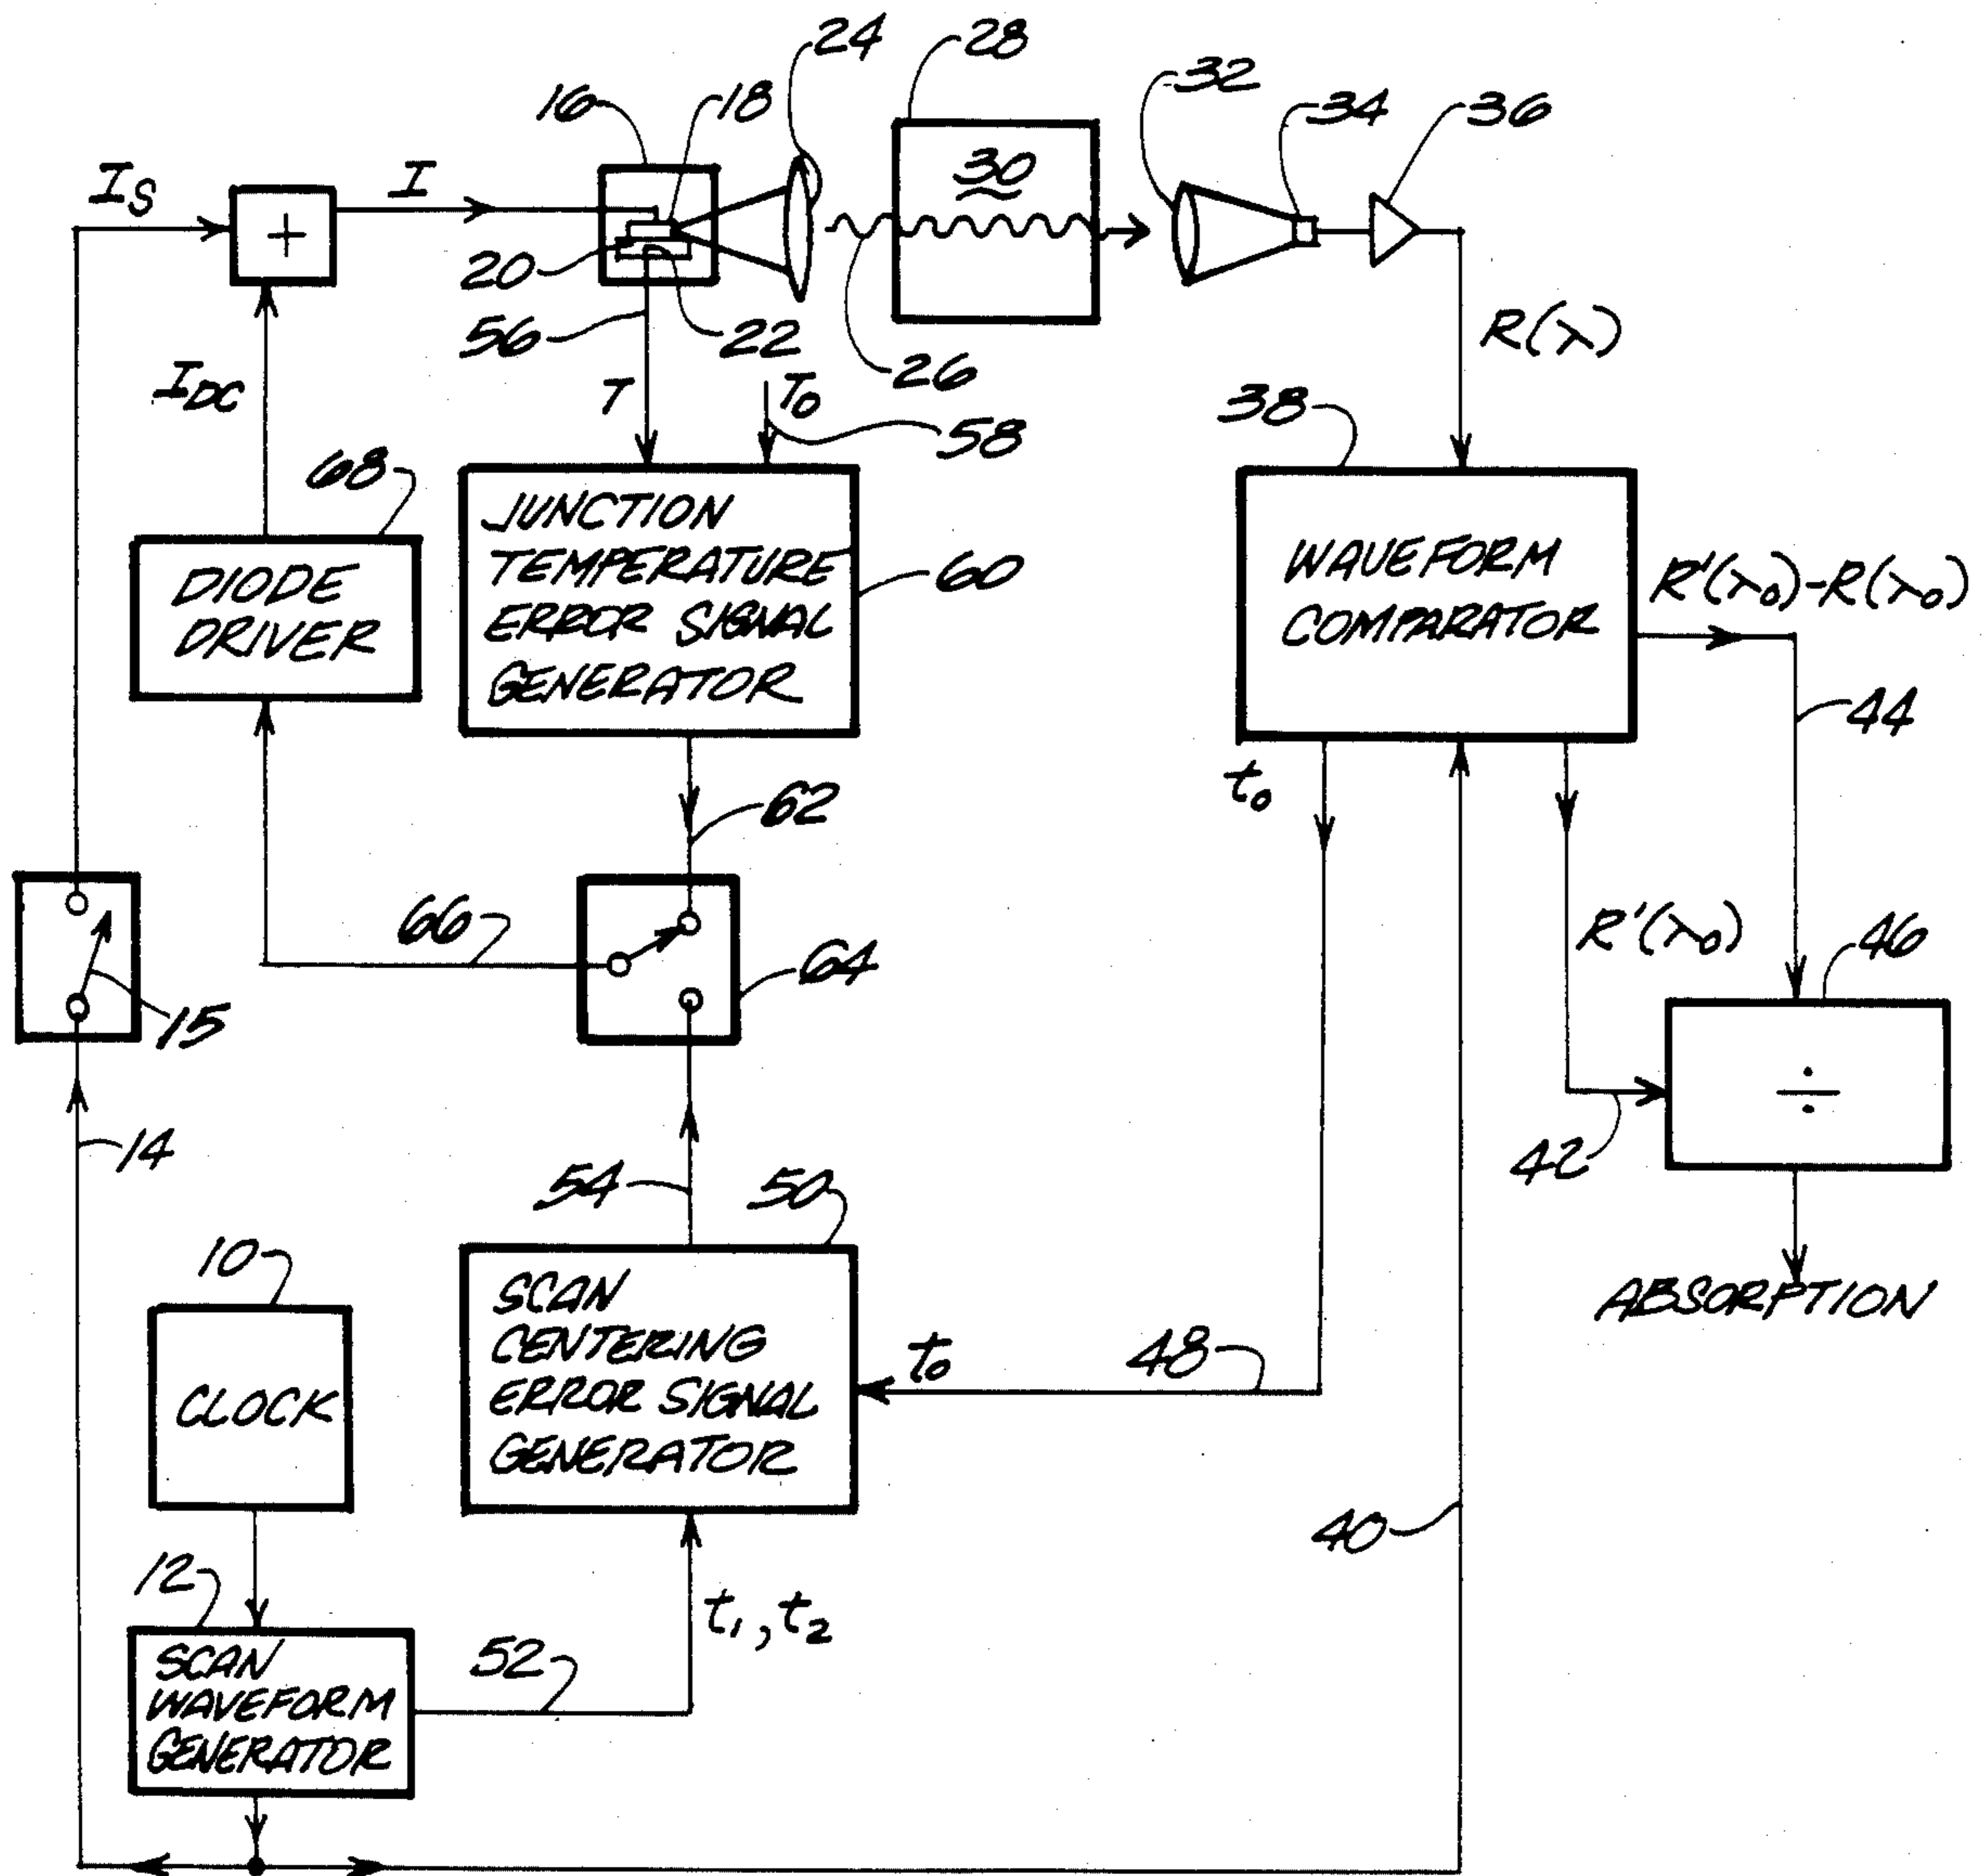 24
28
32
16
18
34
36
I_S
I
+
30
20
56
22
26
R(τ)
I_DC
T
T_0
58
38
68
JUNCTION
TEMPERATURE
ERROR SIGNAL
GENERATOR
60
WAVEFORM
COMPARATOR
R'(τ_0)-R(τ_0)
DIODE
DRIVER
44
t_0
62
66
64
R'(τ_0)
46
15
÷
14
42
54
50
10
SCAN
CENTERING
ERROR SIGNAL
GENERATOR
ABSORPTION
t_0
48
CLOCK
40
12
t_1, t_2
SCAN
WAVEFORM
GENERATOR
52